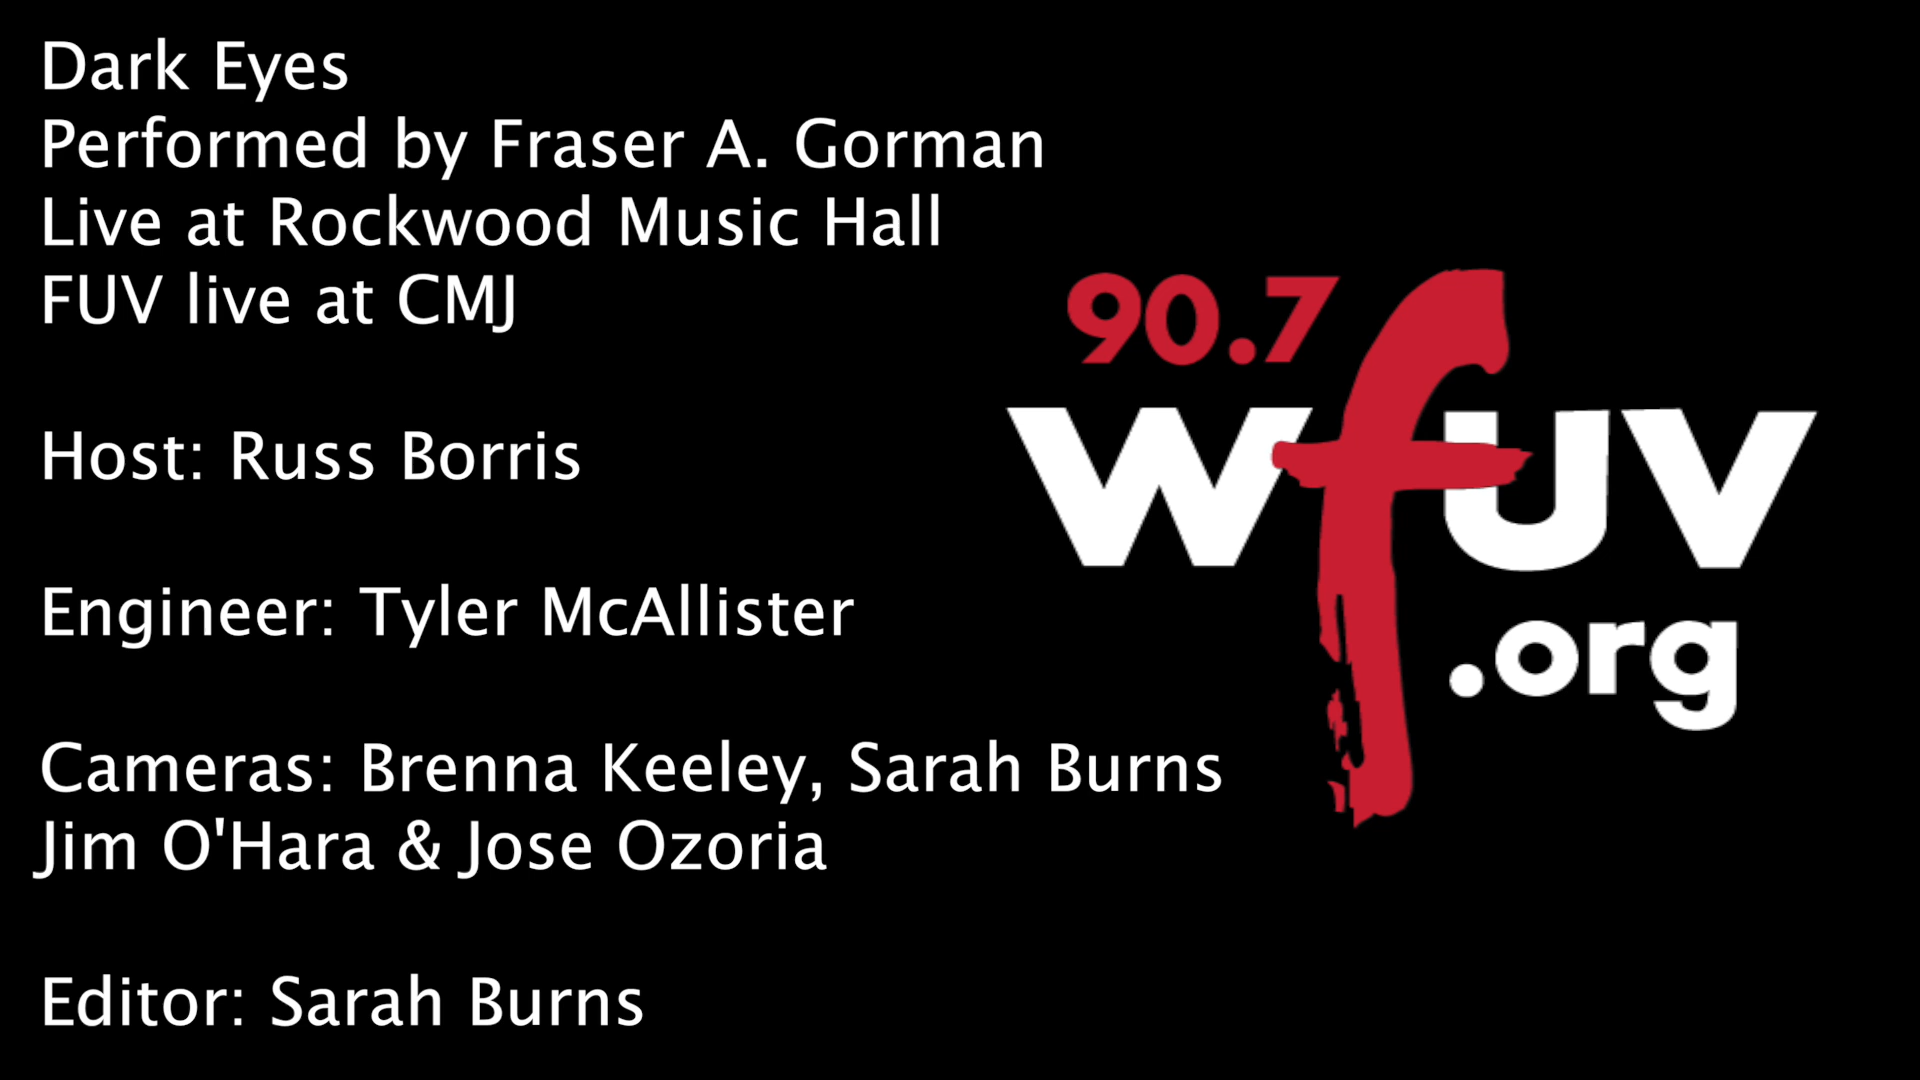 Dark Eyes
Performed by Fraser A. Gorman
Live at Rockwood Music Hall
FUV live at CMJ
Host: Russ Borris
Engineer: Tyler McAllister
Cameras: Brenna Keeley, Sarah Burns
Jim O'Hara & Jose Ozoria
Editor: Sarah Burns
90.7
wfuv
.org